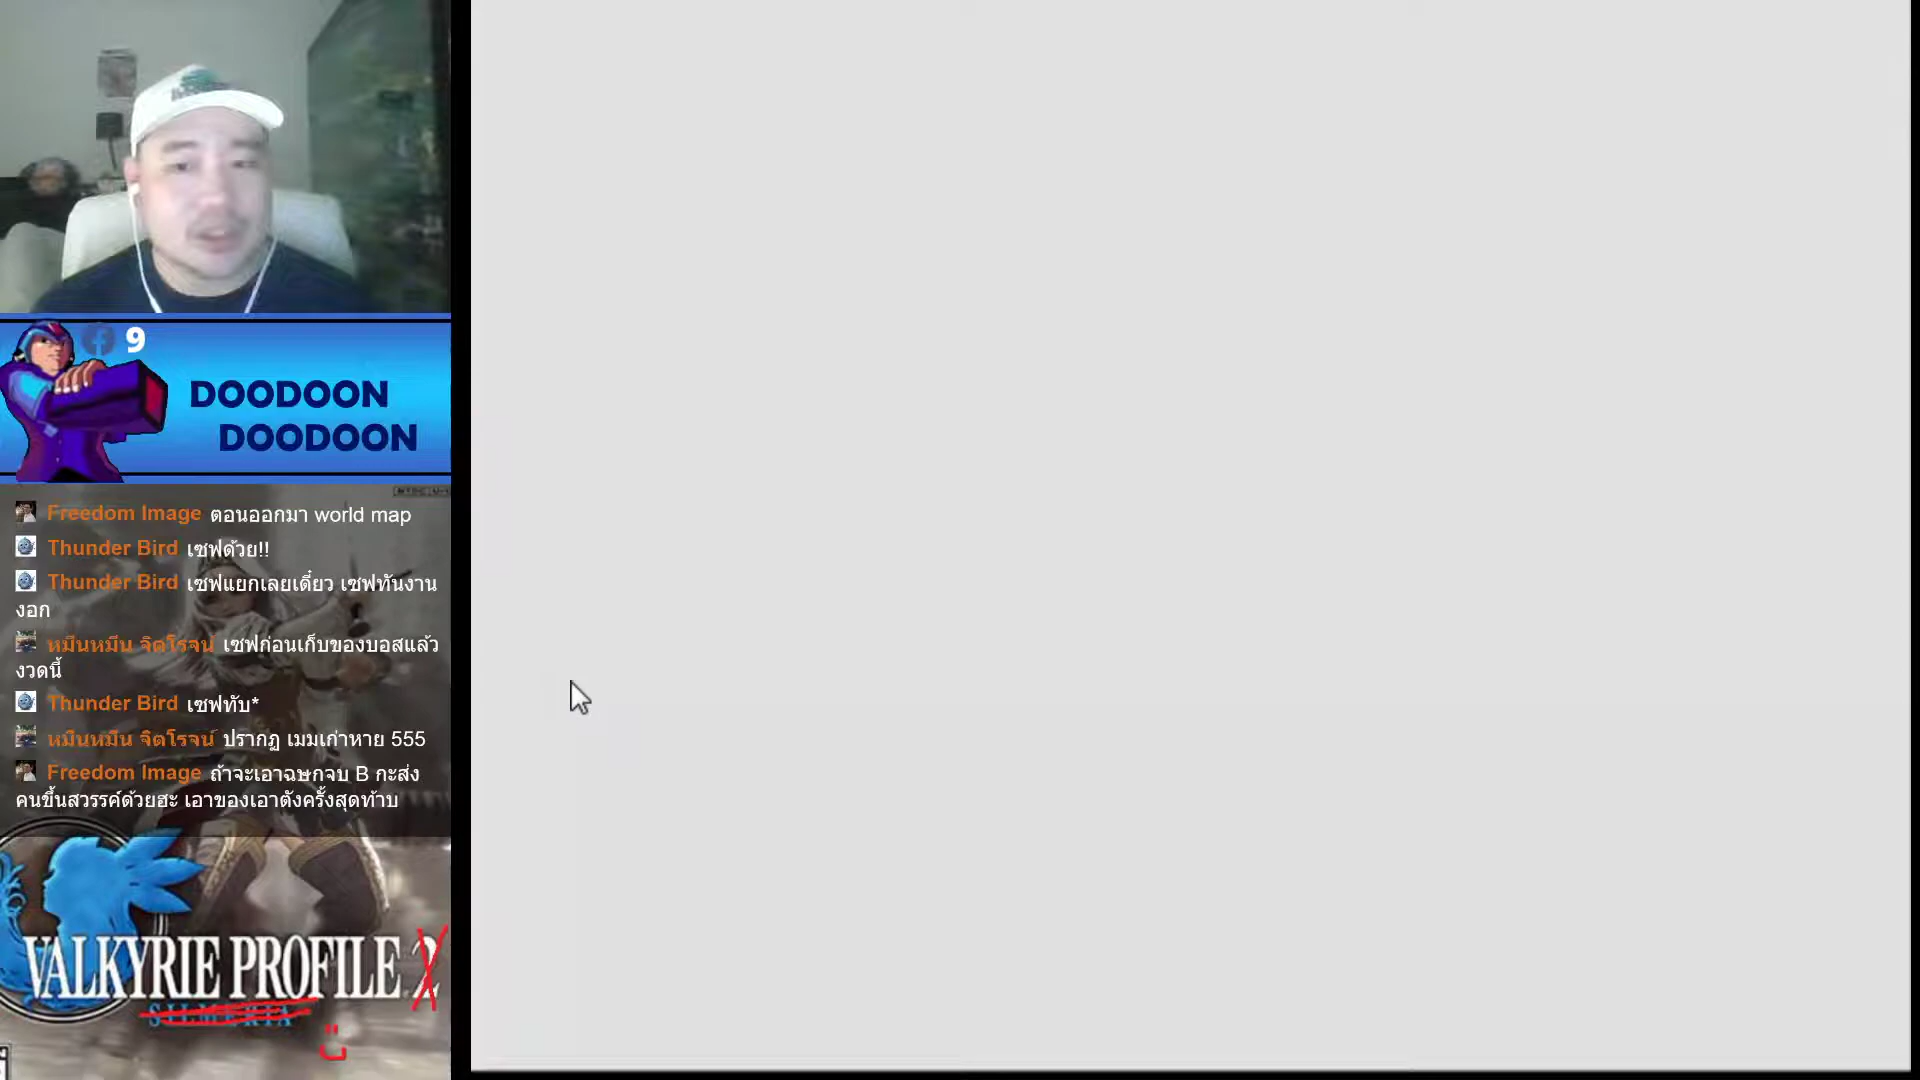 9
DOODOON
DOODOON
Freedom Image ตอนออกมา world map
Thunder Bird เซฟด้วย!!
Thunder Bird เซฟแยกเลยเดี๋ยว เซฟทันงาน
งอก
หมีนหมีน จิตโรจน์ เซฟก่อนเก็บของบอสแล้ว
งวดนี้
Thunder Bird เซฟทับ*
หมีนหมีน จิตโรจน์ ปรากฏ เมมเก่าหาย 555
Freedom Image ถ้าจะเอาฉษกจบ B กะส่ง
คนขึ้นสวรรค์ด้วยฮะ เอาของเอาตังครั้งสุดท้าบ
VALKYRIE PROFILE 2
SILMERIA